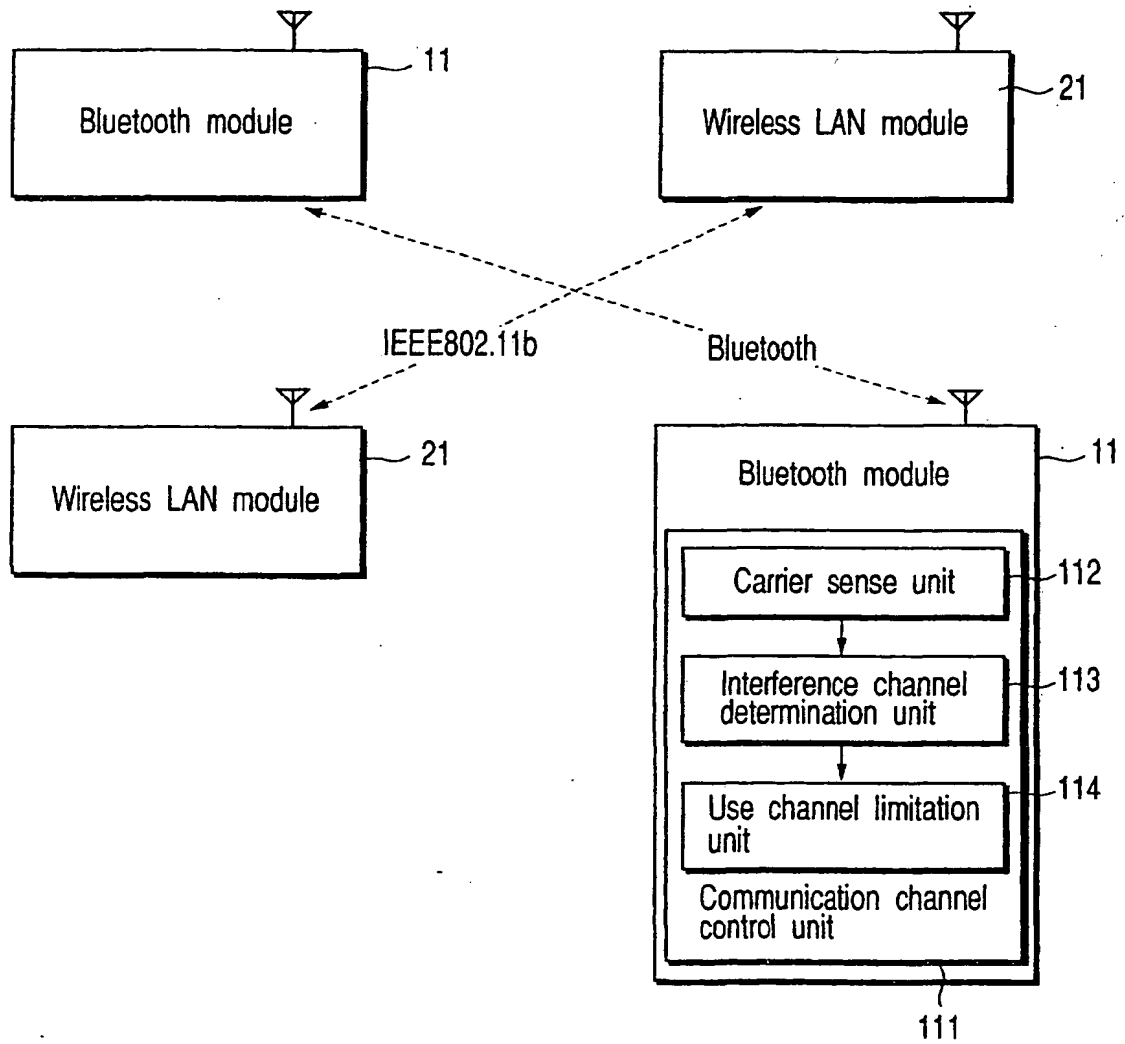 11
Bluetooth module
21
Wireless LAN module
IEEE802.11b
Bluetooth
21
Wireless LAN module
11
Bluetooth module
Carrier sense unit
112
Interference channel
determination unit
113
Use channel limitation
unit
114
Communication channel
control unit
111